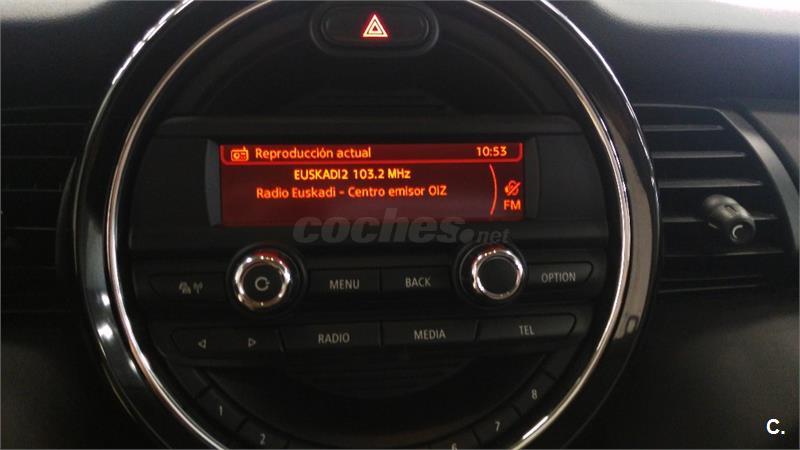 Reproducción actual 10:53
EUSKADI2 103.2 MHz
Radio Euskadi - Centro emisor OIZ
FM
coches.net
MENU BACK OPTION
RADIO MEDIA TEL
1 2 7 8
C.